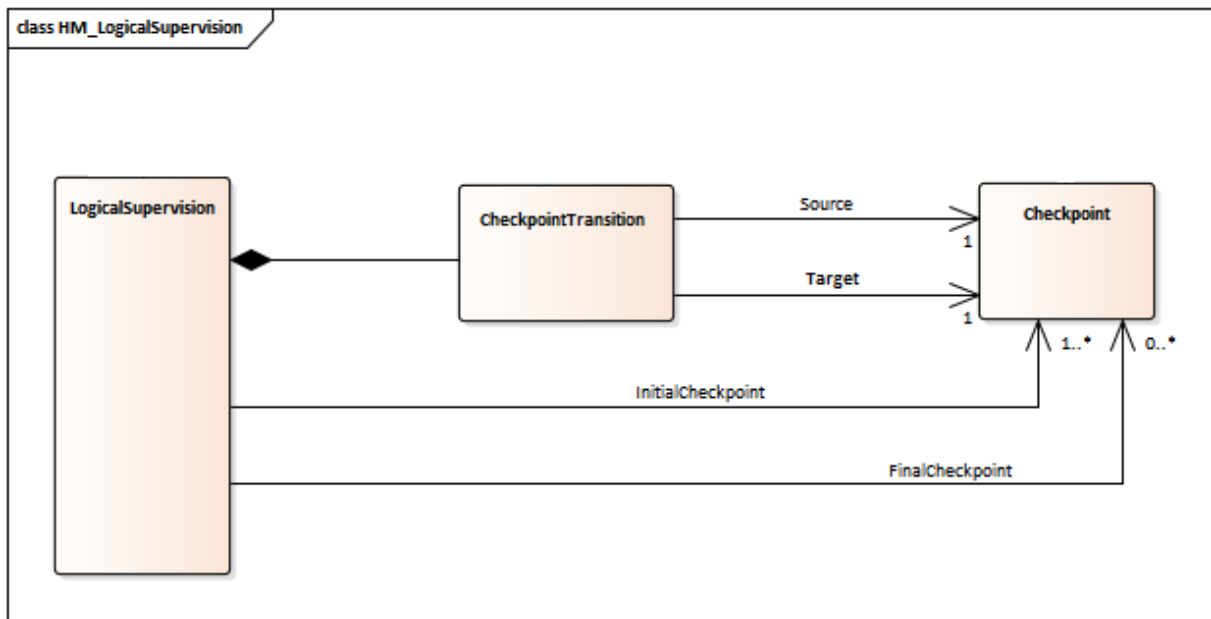 class HM_LogicalSupervision
LogicalSupervision
CheckpointTransition
Source
Checkpoint
1
Target
1
1..*
0..*
InitialCheckpoint
FinalCheckpoint